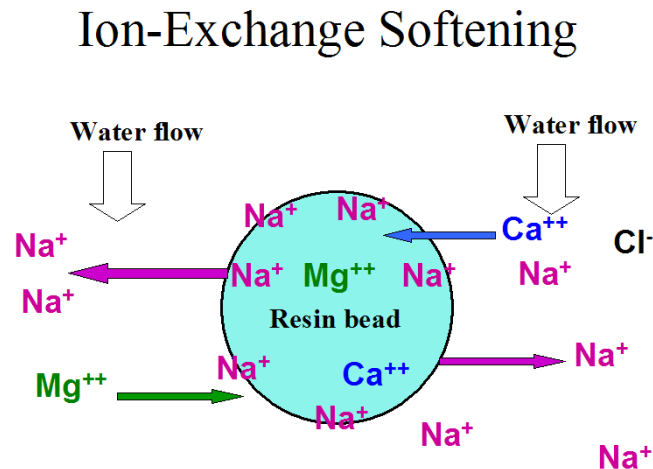 Ion-Exchange Softening
Water flow
Water flow
Na⁺
Na⁺
Ca⁺⁺
Cl⁻
Na⁺
Na⁺
Mg⁺⁺
Na⁺
Na⁺
Na⁺
Resin bead
Na⁺
Na⁺
Mg⁺⁺
Ca⁺⁺
Na⁺
Na⁺
Na⁺